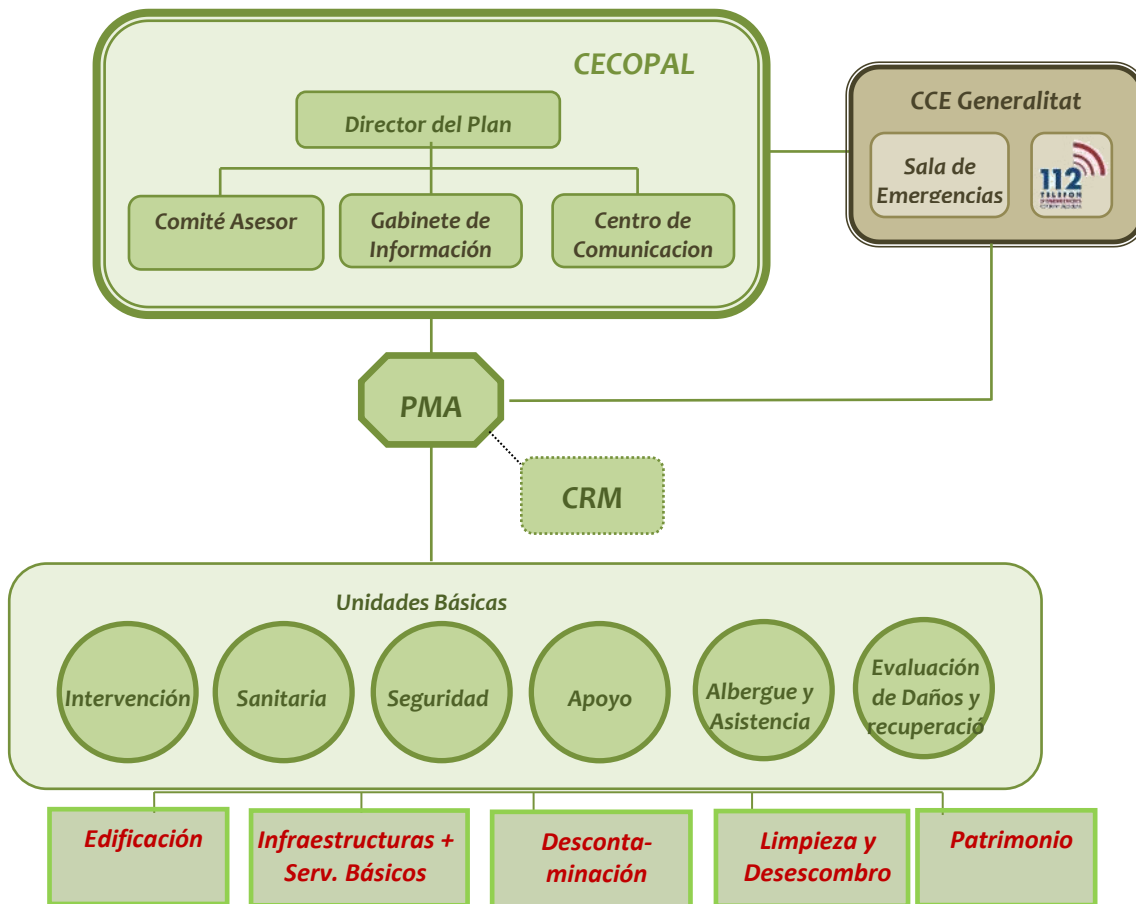 CECOPAL
Director del Plan
Comité Asesor
Gabinete de
Información
Centro de
Comunicacion
CCE Generalitat
Sala de
Emergencias
112
TELEFON
PMA
CRM
Unidades Básicas
Intervención
Sanitaria
Seguridad
Apoyo
Albergue y
Asistencia
Evaluación
de Daños y
recuperació
Edificación
Infraestructuras +
Serv. Básicos
Desconta-
minación
Limpieza y
Desescombro
Patrimonio